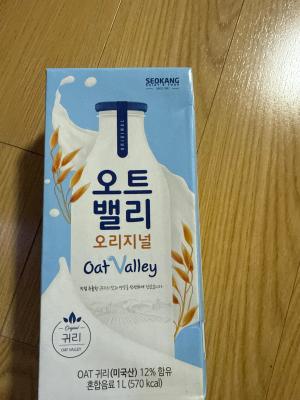 SEOKANG
ORIGINAL
오트
밸리
오리지널
Oat Valley
Original
귀리
OAT VALLEY
OAT 귀리(미국산) 12% 함유
혼합음료 1L (570 kcal)